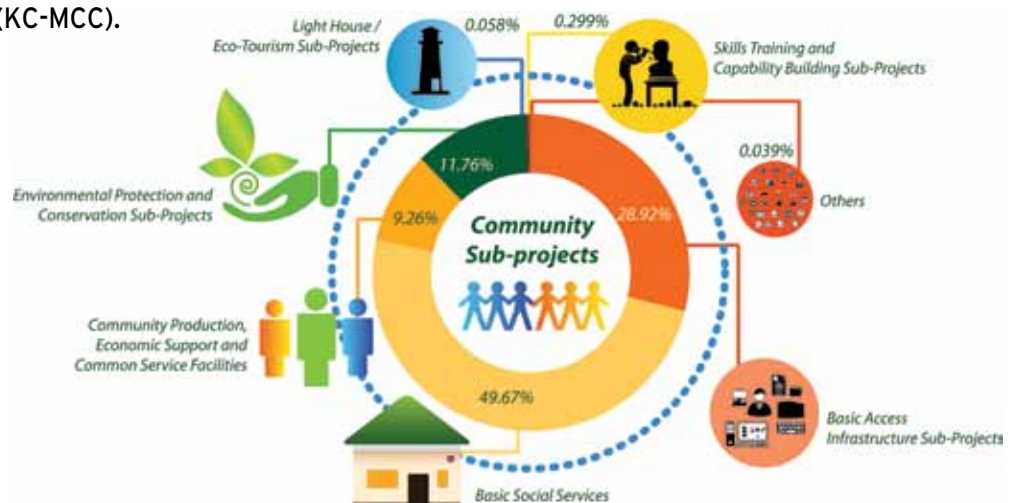 (KC-MCC).
Light House /
Eco-Tourism Sub-Projects
0.058%
0.299%
Skills Training and
Capability Building Sub-Projects
0.039%
Others
11.76%
Environmental Protection and
Conservation Sub-Projects
9.26%
28.92%
Community
Sub-projects
Community Production,
Economic Support and
Common Service Facilities
49.67%
Basic Access
Infrastructure Sub-Projects
Basic Social Services